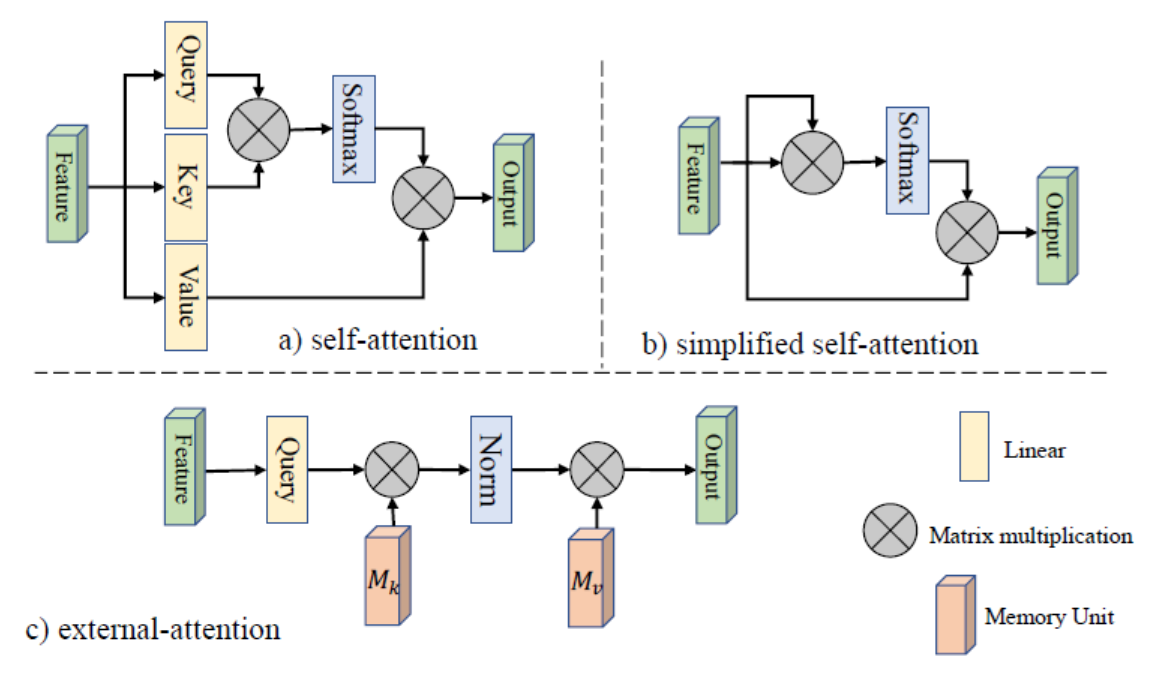 Feature
Query
Key
Value
Softmax
Output
a) self-attention
Feature
Softmax
Output
b) simplified self-attention
Feature
Query
M_k
Norm
M_v
Output
c) external-attention
Linear
Matrix multiplication
Memory Unit